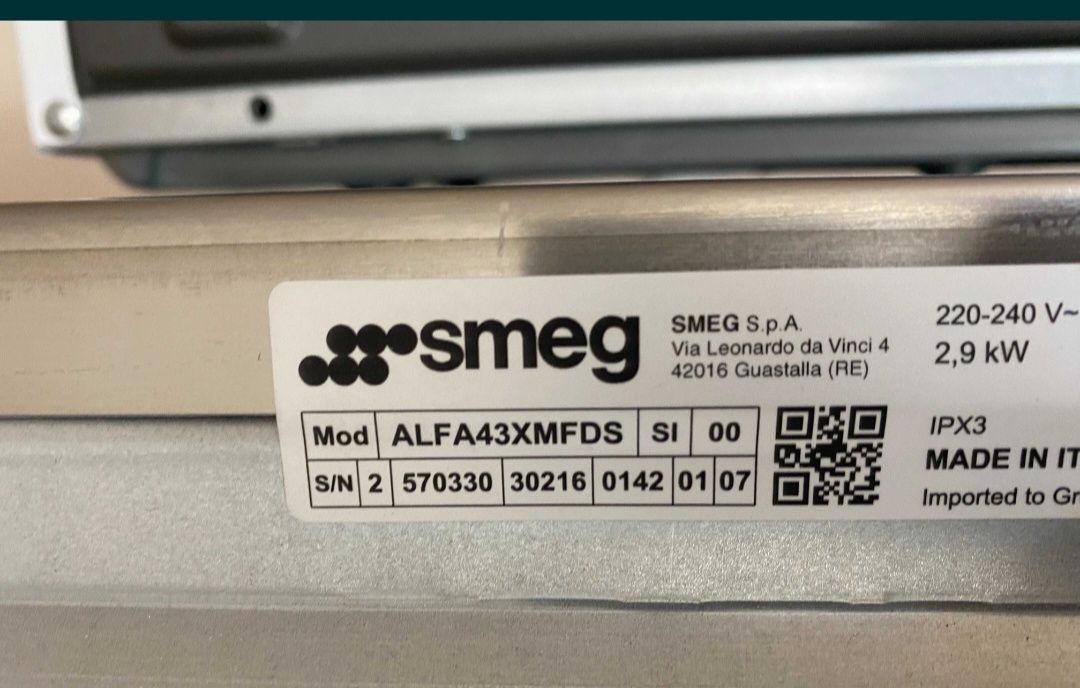 smeg
SMEG S.p.A.
Via Leonardo da Vinci 4
42016 Guastalla (RE)
220-240 V~
2,9 kW
Mod ALFA43XMFDS SI 00
S/N 2 570330 30216 0142 01 07
IPX3
MADE IN IT
Imported to Gr